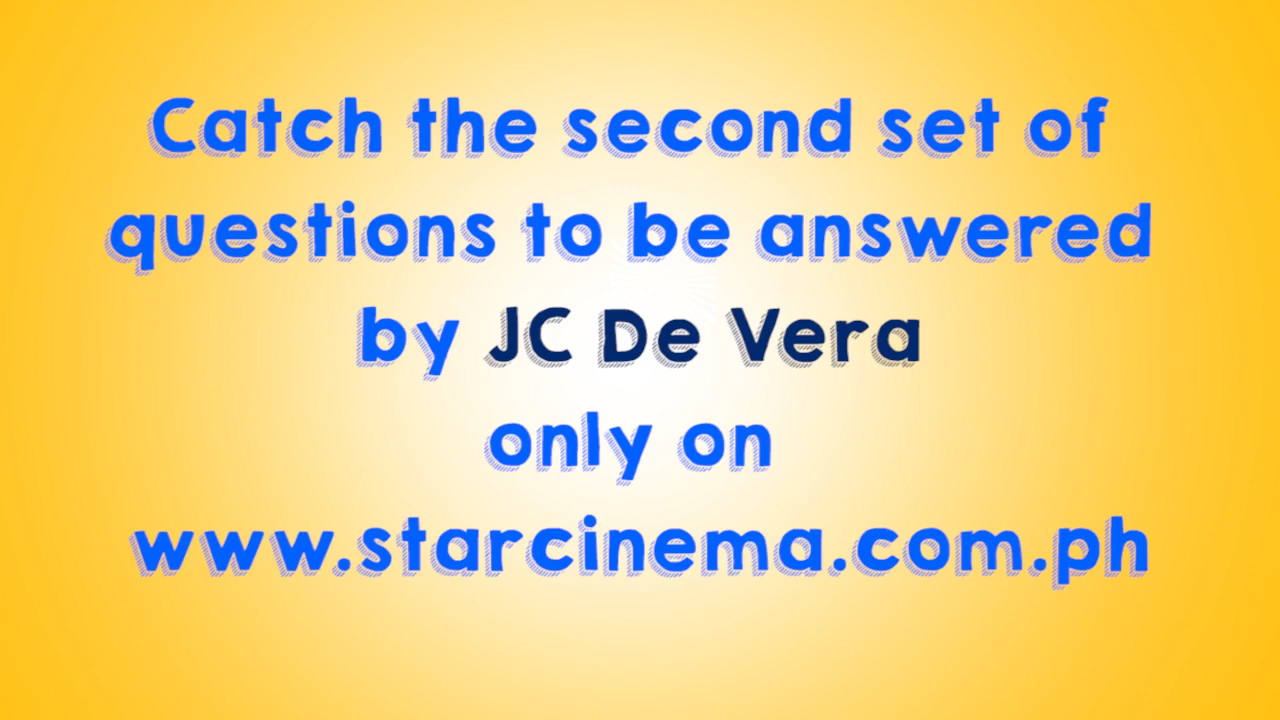 Catch the second set of
questions to be answered
by JC De Vera
only on
www.starcinema.com.ph